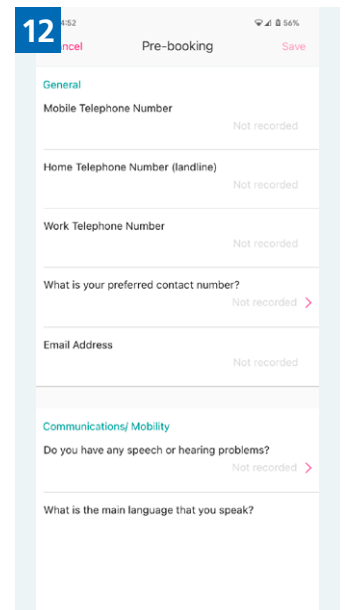 12
4:52
56%
ncel
Pre-booking
Save
General
Mobile Telephone Number
Not recorded
Home Telephone Number (landline)
Not recorded
Work Telephone Number
Not recorded
What is your preferred contact number?
Not recorded
Email Address
Not recorded
Communications/ Mobility
Do you have any speech or hearing problems?
Not recorded
What is the main language that you speak?